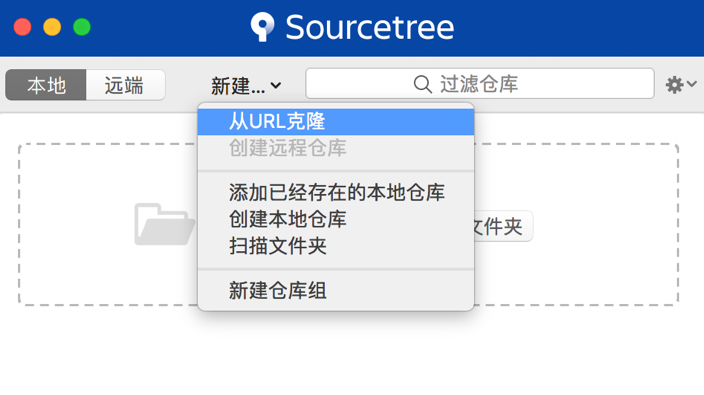 Sourcetree
本地 远端 新建... 过滤仓库
从URL克隆
创建远程仓库
添加已经存在的本地仓库
创建本地仓库
扫描文件夹
文件夹
新建仓库组